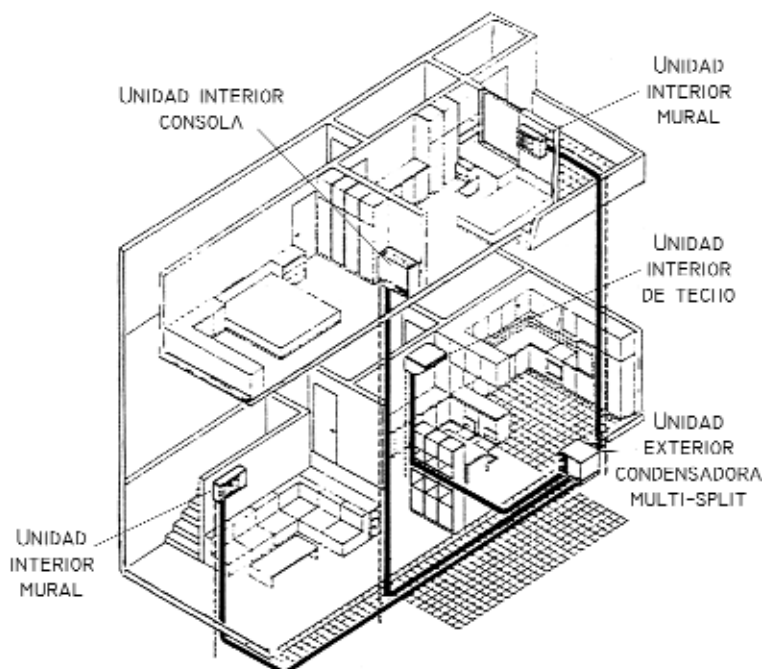 UNIDAD INTERIOR
CONSOLA
UNIDAD
INTERIOR
MURAL
UNIDAD
INTERIOR
DE TECHO
UNIDAD
EXTERIOR
CONDENSADORA
MULTI-SPLIT
UNIDAD
INTERIOR
MURAL